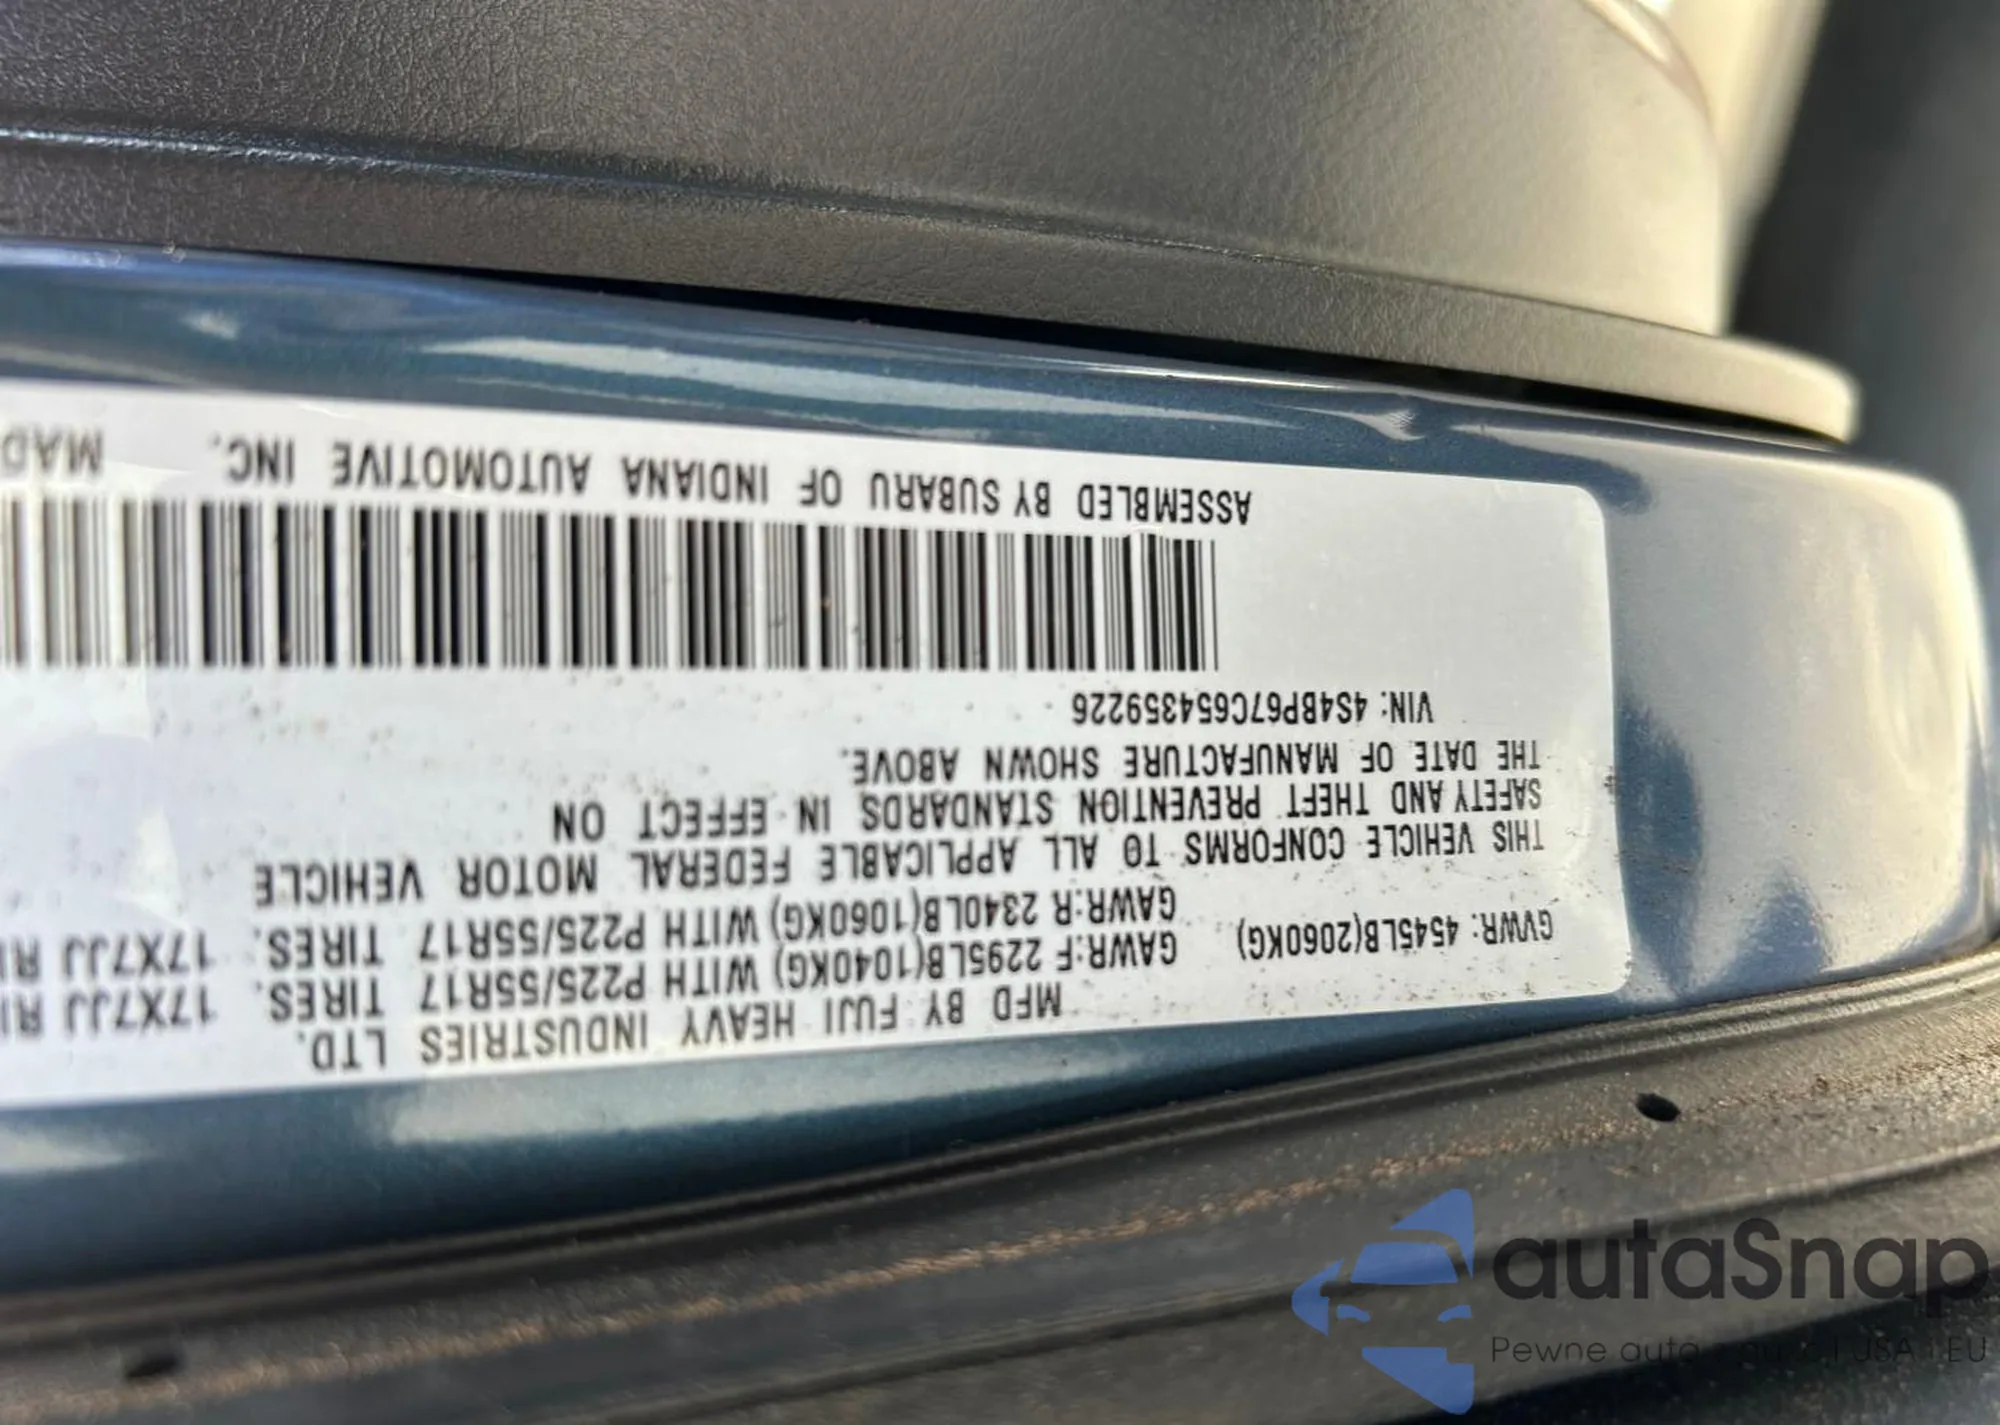 MFD BY FUJI HEAVY INDUSTRIES LTD.
GVWR: 4545LB(2060KG) GAWR:F 2295LB(1040KG) WITH P225/55R17 TIRES. 17X7JJ
GAWR:R 2340LB(1060KG) WITH P225/55R17 TIRES. 17X7JJ
THIS VEHICLE CONFORMS TO ALL APPLICABLE FEDERAL MOTOR VEHICLE
SAFETY AND THEFT PREVENTION STANDARDS IN EFFECT ON
THE DATE OF MANUFACTURE SHOWN ABOVE.
VIN: 4S4BP67C654359226
ASSEMBLED BY SUBARU OF INDIANA AUTOMOTIVE INC.
autaSnap
Pewne auta EU